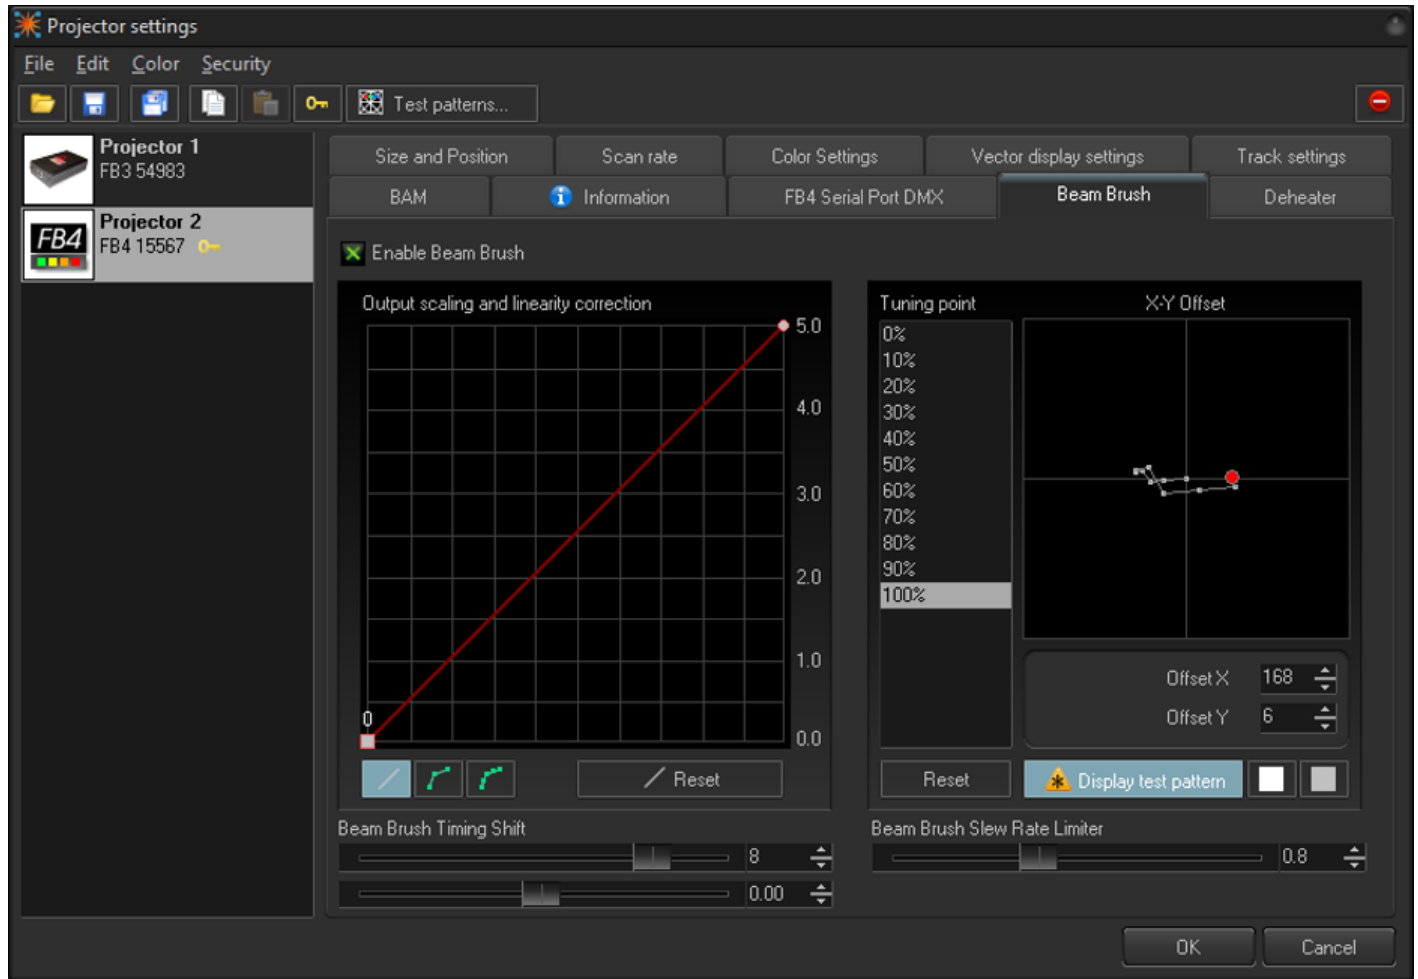 Projector settings
File Edit Color Security
Test patterns...
Projector 1
FB3 54983
FB4
Projector 2
FB4 15567
Size and Position Scan rate Color Settings Vector display settings Track settings
BAM Information FB4 Serial Port DMX Beam Brush Deheater
Enable Beam Brush
Output scaling and linearity correction
5.0
4.0
3.0
2.0
1.0
0
0.0
Reset
Tuning point X-Y Offset
0%
10%
20%
30%
40%
50%
60%
70%
80%
90%
100%
Offset X 168
Offset Y 6
Reset Display test pattern
Beam Brush Timing Shift
8
0.00
Beam Brush Slew Rate Limiter
0.8
OK Cancel